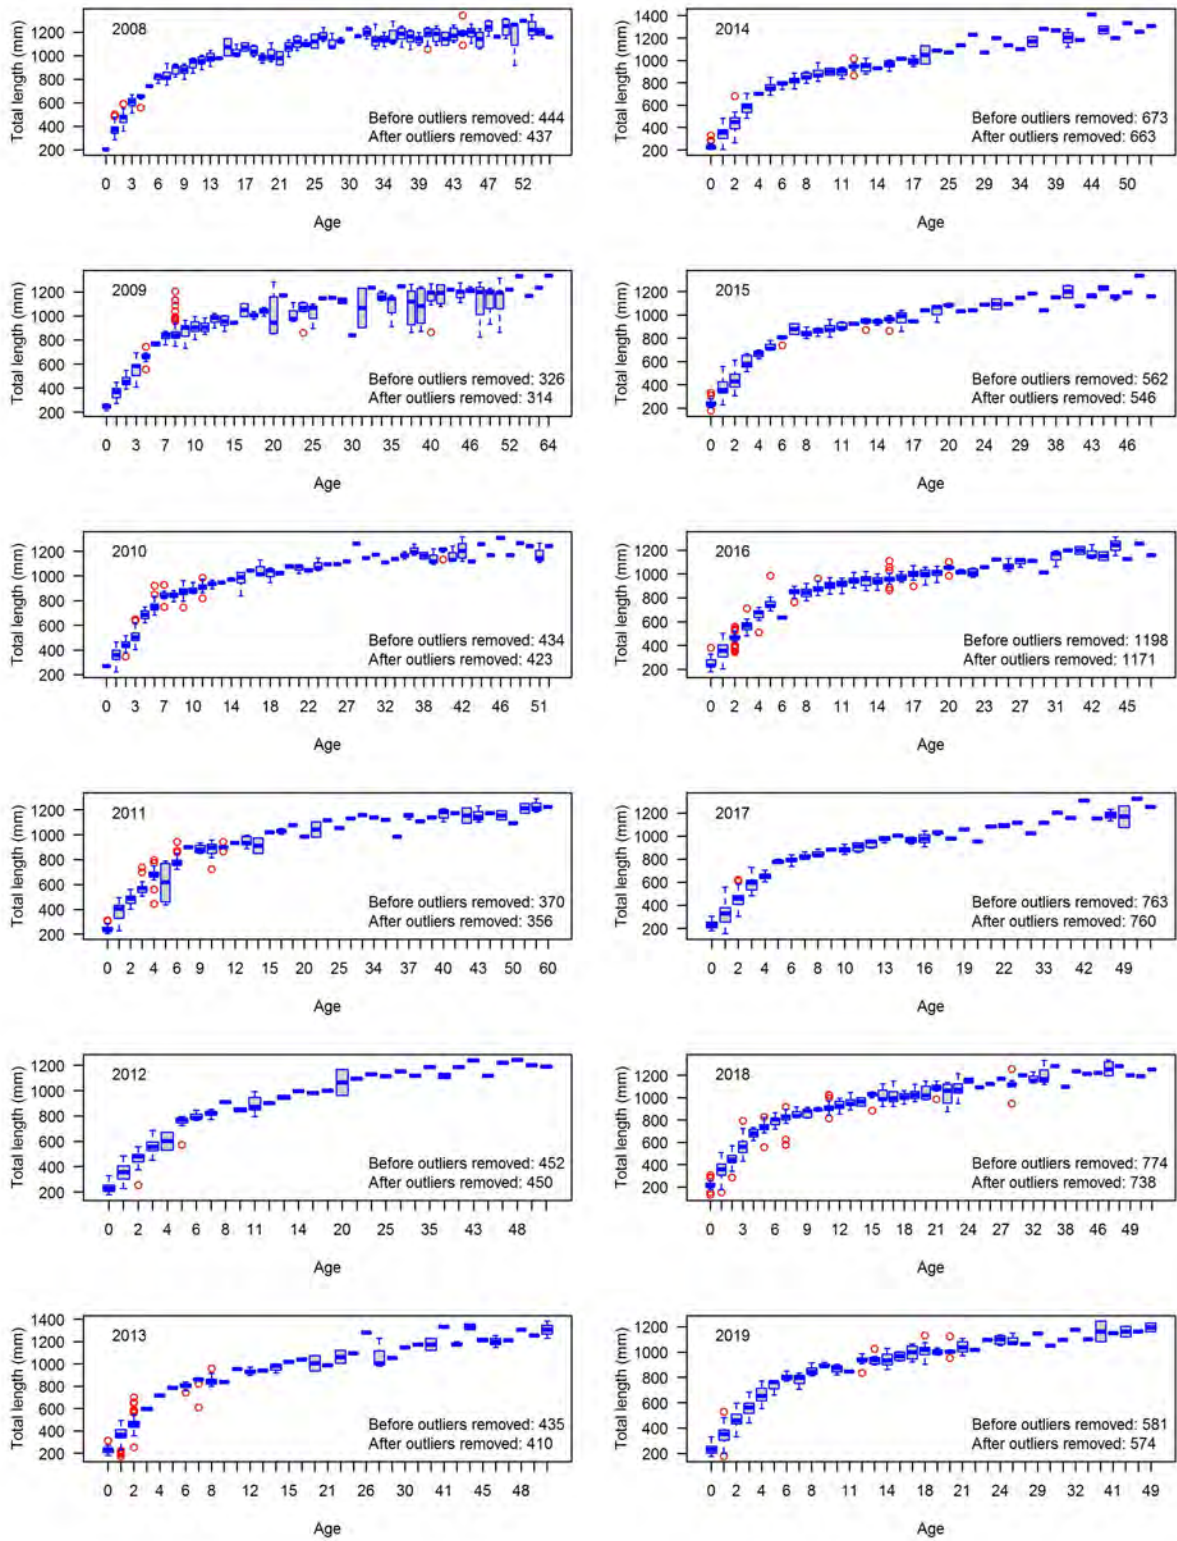 2008
Total length (mm)
1200
1000
800
600
400
200
Before outliers removed: 444
After outliers removed: 437
0 3 6 9 13 17 21 25 30 34 39 43 47 52
Age
2009
Total length (mm)
1200
1000
800
600
400
200
Before outliers removed: 326
After outliers removed: 314
0 3 7 10 14 20 25 30 35 40 46 52 64
Age
2010
Total length (mm)
1200
1000
800
600
400
200
Before outliers removed: 434
After outliers removed: 423
0 3 7 10 14 18 22 27 34 38 42 46 51
Age
2011
Total length (mm)
1200
1000
800
600
400
200
Before outliers removed: 370
After outliers removed: 356
0 2 4 6 9 12 15 20 25 34 37 40 43 50 60
Age
2012
Total length (mm)
1200
1000
800
600
400
200
Before outliers removed: 452
After outliers removed: 450
0 2 4 6 8 11 14 16 20 26 35 43 48
Age
2013
Total length (mm)
1400
1200
1000
800
600
400
200
Before outliers removed: 435
After outliers removed: 410
0 2 4 6 8 12 15 21 26 30 41 45 48
Age
2014
Total length (mm)
1400
1200
1000
800
600
400
200
Before outliers removed: 673
After outliers removed: 663
0 2 5 8 11 14 17 29 34 39 50
Age
2015
Total length (mm)
1200
1000
800
600
400
200
Before outliers removed: 562
After outliers removed: 546
0 2 4 6 8 11 14 17 20 24 29 34 43 46
Age
2016
Total length (mm)
1200
1000
800
600
400
200
Before outliers removed: 1198
After outliers removed: 1171
0 2 4 6 8 11 14 17 20 23 27 31 41 45
Age
2017
Total length (mm)
1200
1000
800
600
400
200
Before outliers removed: 763
After outliers removed: 760
0 2 4 6 8 10 13 16 19 22 33 42 49
Age
2018
Total length (mm)
1200
1000
800
600
400
200
Before outliers removed: 774
After outliers removed: 738
0 3 6 9 12 15 18 21 24 27 32 38 46 49
Age
2019
Total length (mm)
1200
1000
800
600
400
200
Before outliers removed: 581
After outliers removed: 574
0 2 4 6 8 10 12 14 18 21 24 28 32 41 49
Age